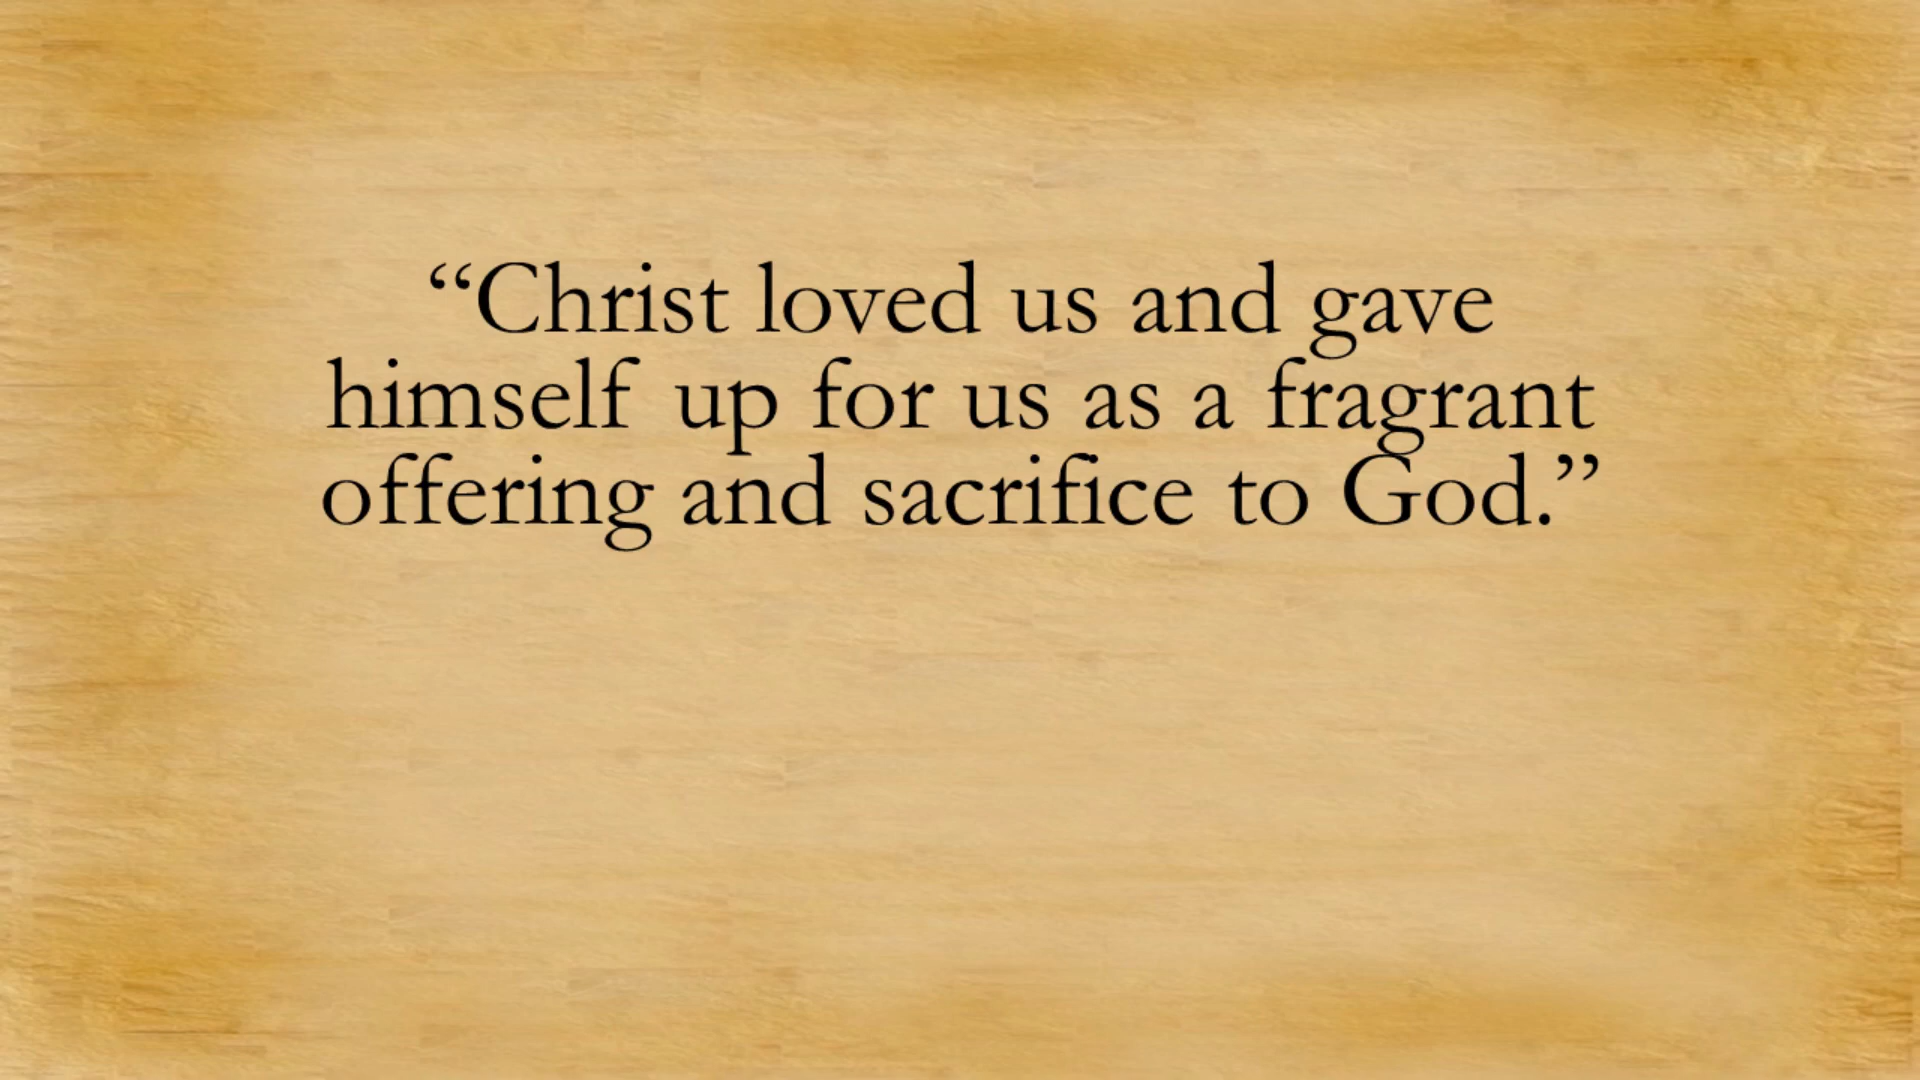 “Christ loved us and gave
himself up for us as a fragrant
offering and sacrifice to God.”